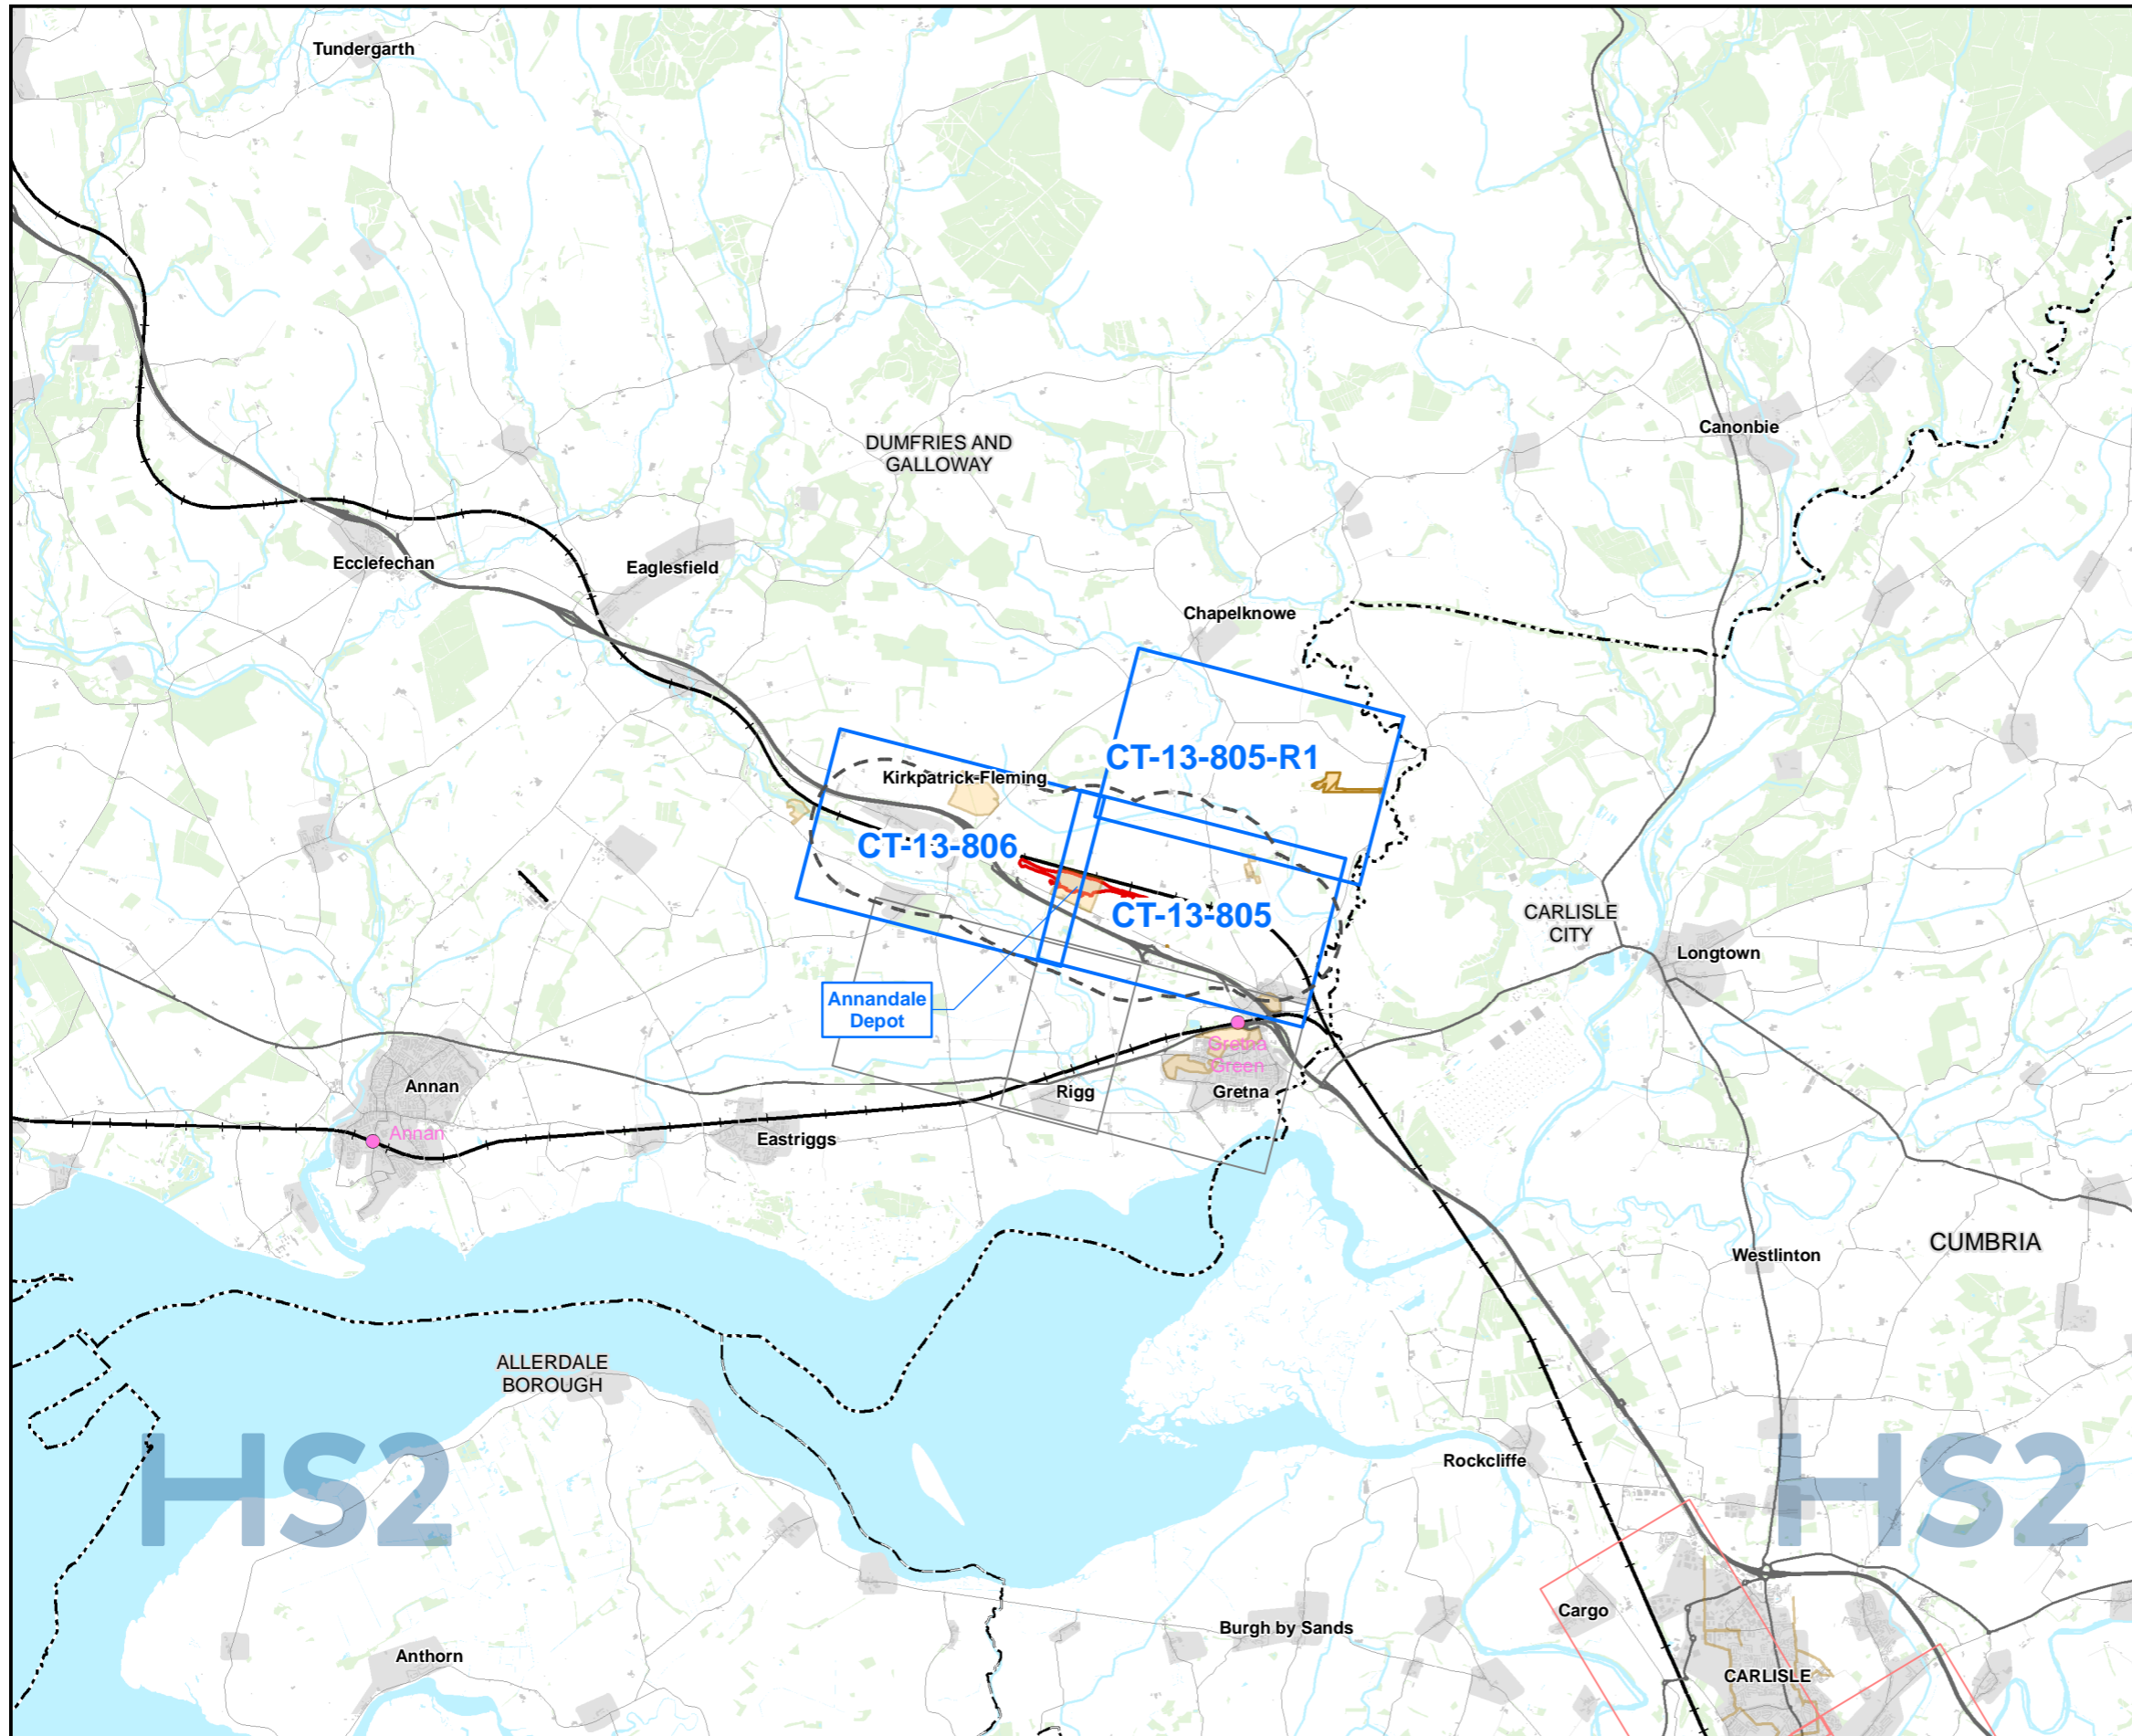 Tundergarth
DUMFRIES AND
GALLOWAY
Canonbie
Ecclefechan
Eaglesfield
Chapelknowe
CT-13-805-R1
Kirkpatrick-Fleming
CT-13-806
CT-13-805
CARLISLE
CITY
Longtown
Annandale
Depot
Gretna
Green
Annan
Rigg
Gretna
Annan
Eastriggs
CUMBRIA
Westlinton
ALLERDALE
BOROUGH
HS2
HS2
Rockcliffe
Cargo
Burgh by Sands
Anthorn
CARLISLE